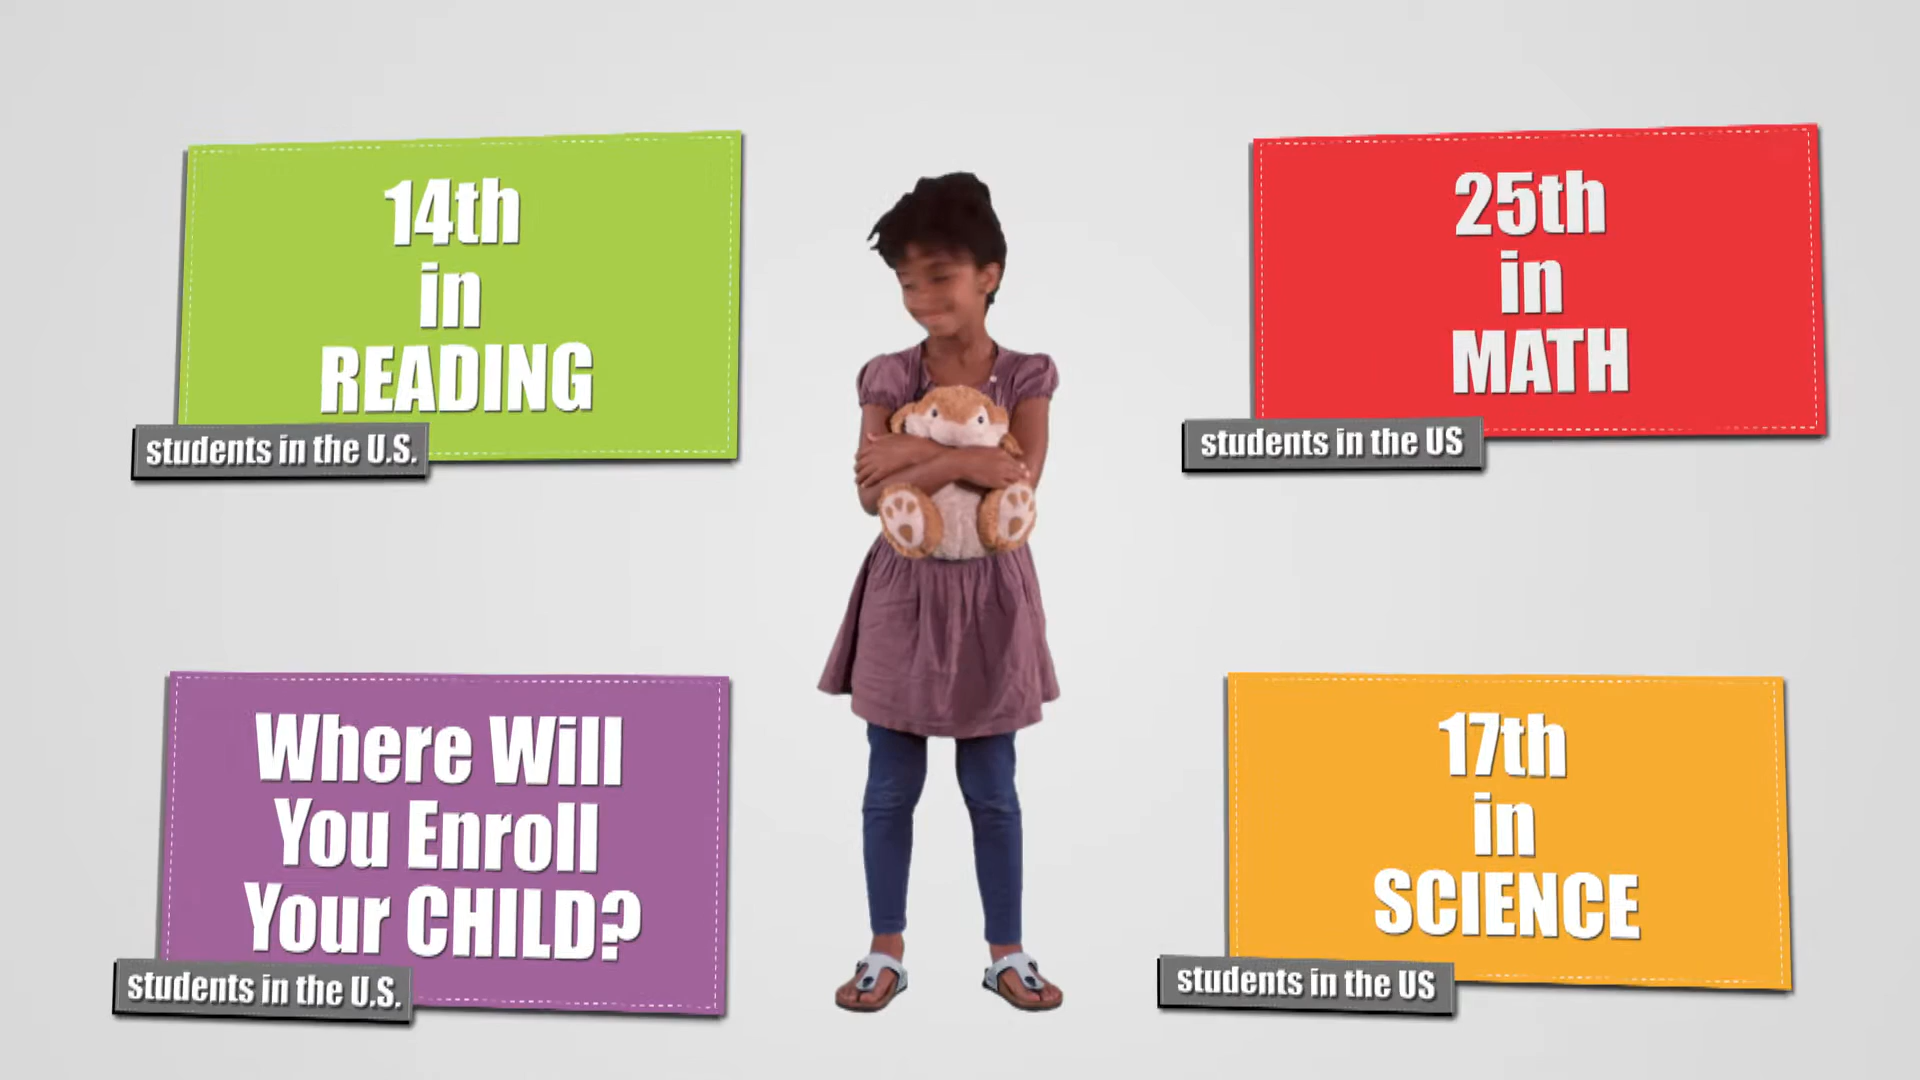 14th
in
READING
students in the U.S.
25th
in
MATH
students in the US
Where Will
You Enroll
Your CHILD?
students in the U.S.
17th
in
SCIENCE
students in the US